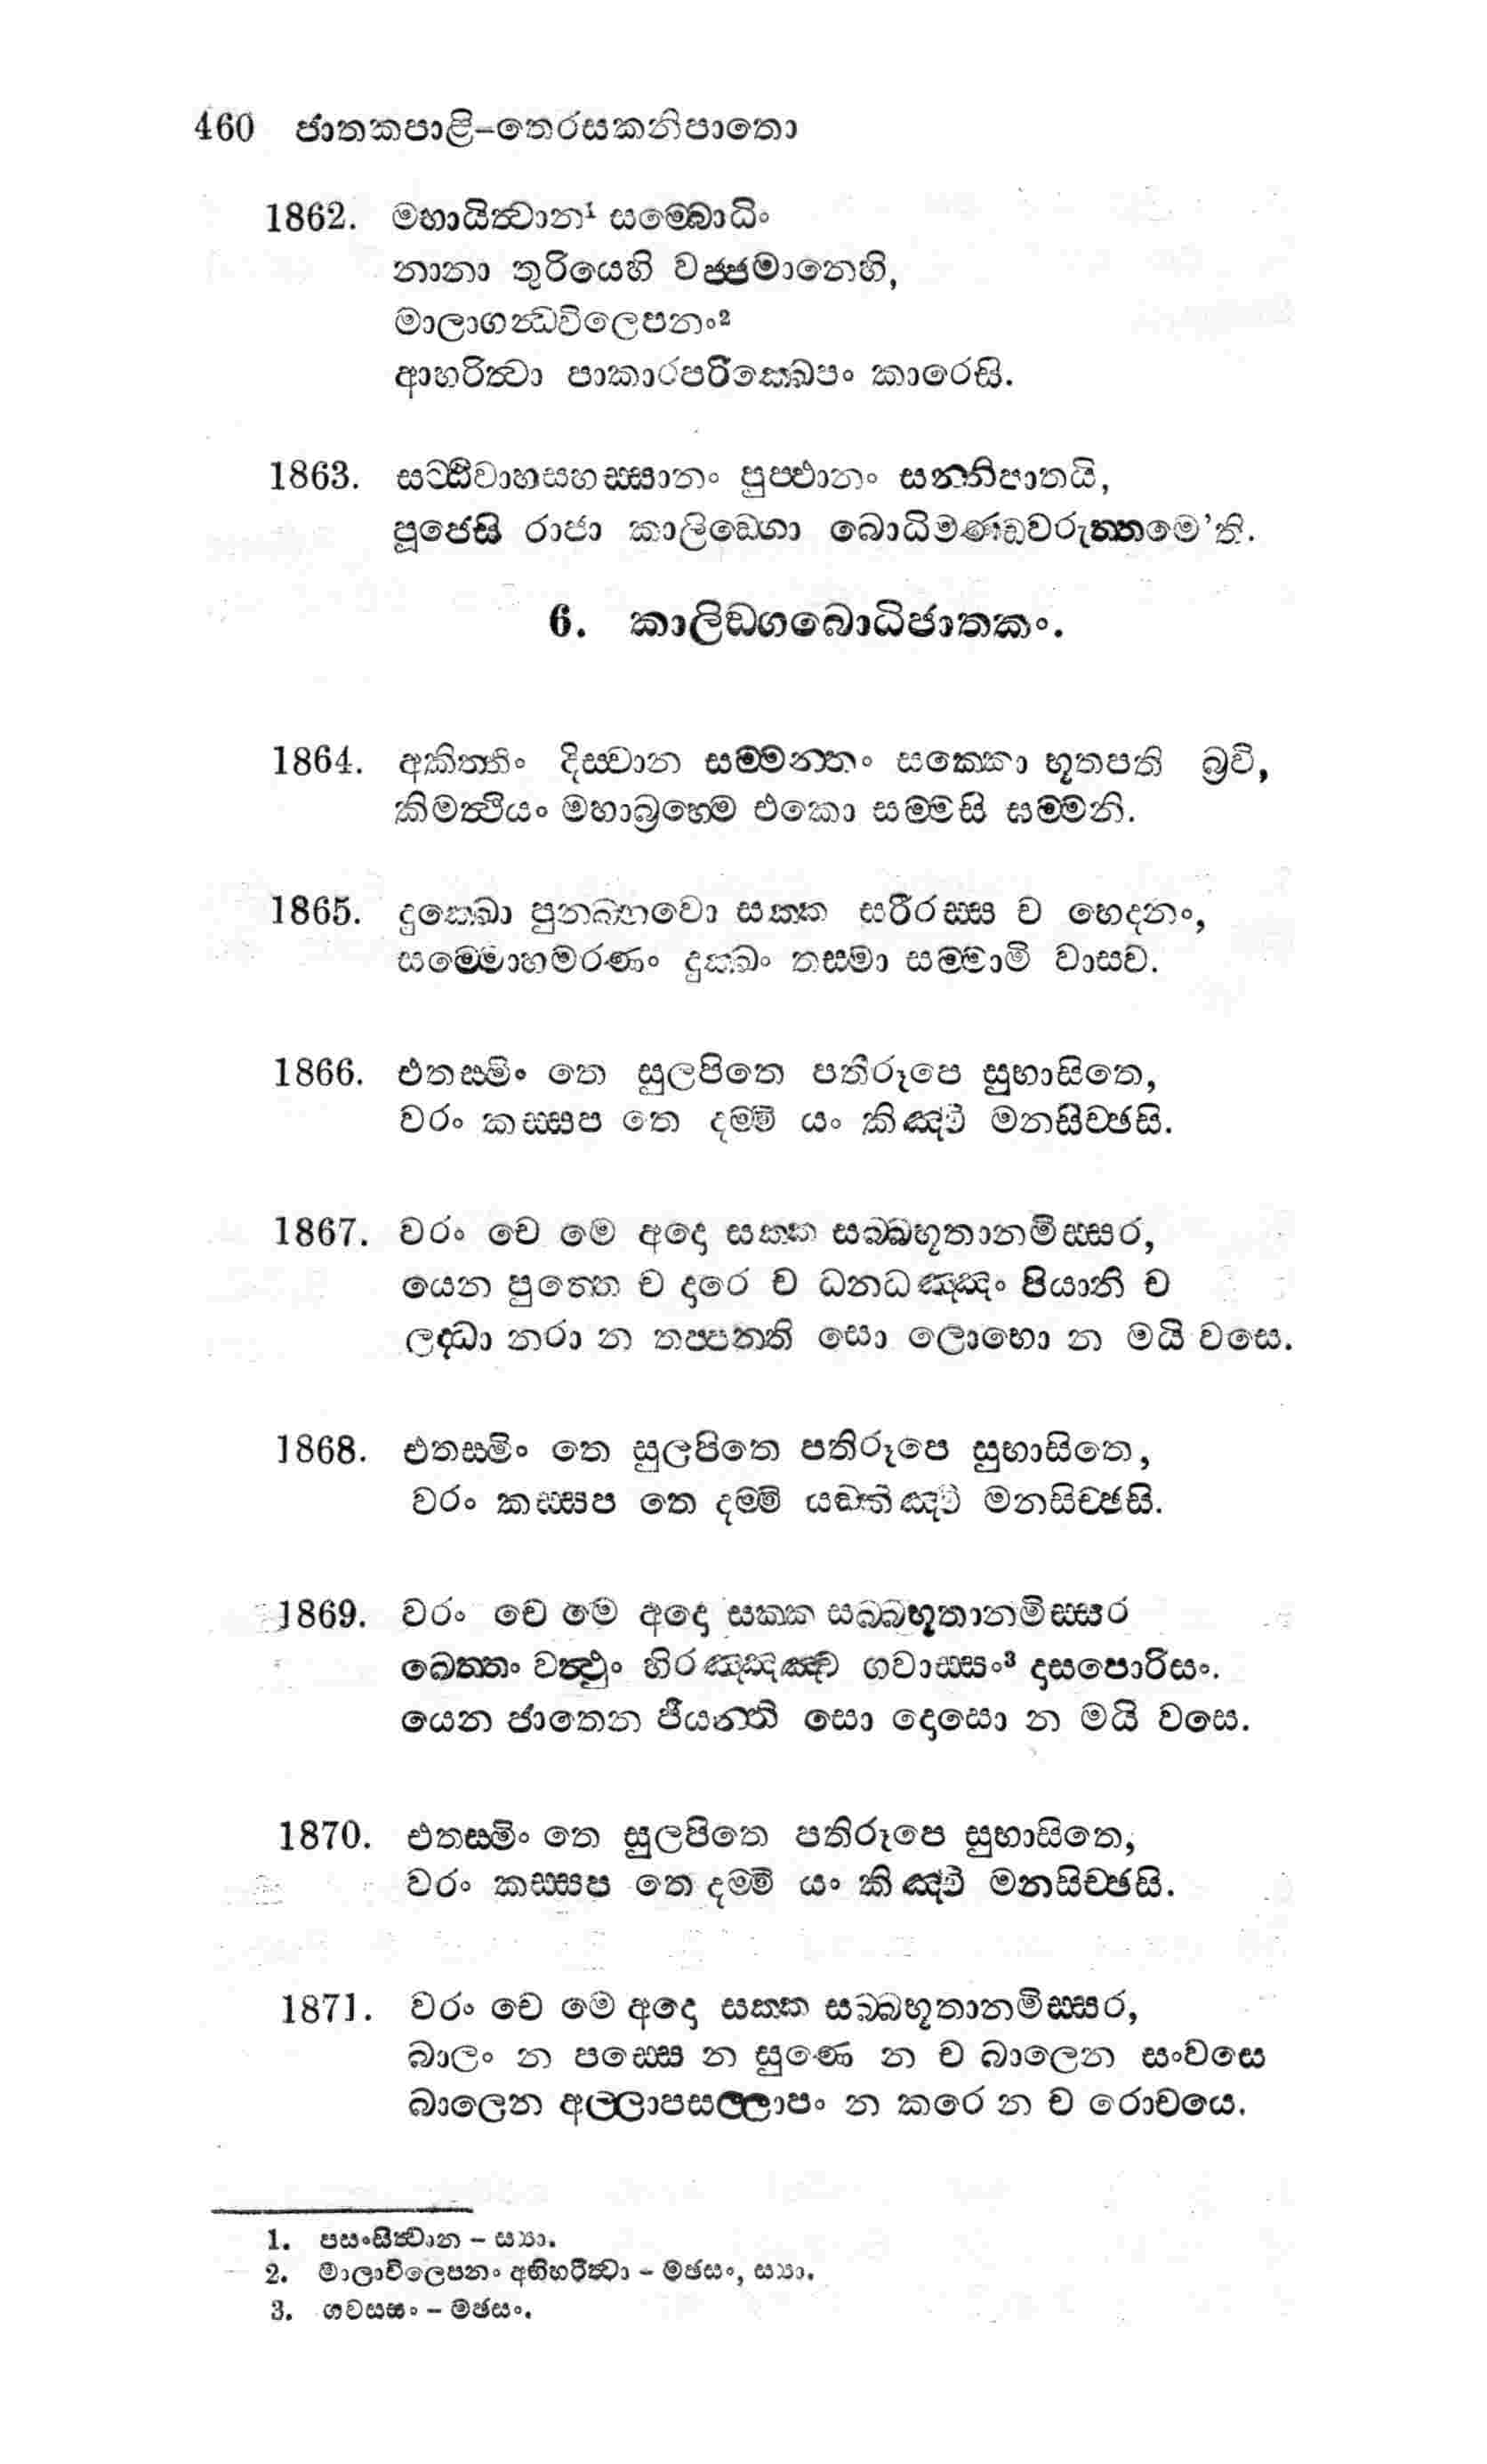 460 ජාතකපාළි-තෙරසකනිපාතො
1862. මහායිත්‍වාන¹ සම්බොධිං
නානා තුරියෙහි වජ්ජමානෙහි,
මාලාගන්‍ධවිලෙපනං²
ආහරිත්‍වා පාකාරපරික්ඛෙපං කාරෙසි.
1863. සට්ඨිවාහසහස්සානං පුප්ඵානං සන්නිපාතයි,
පූජෙසි රාජා කාලිඞ්ගො බොධිමණ්ඩවරුත්තමෙ'ති.
6. කාලිඞ්ගබොධිජාතකං.
1864. අකිත්තිං දිස්වාන සම්මන්තං සක්කො භූතපති බ්‍රවි,
කිමත්‍ථියං මහාබ්‍රහ්මෙ එකො සම්මසි ඝම්මනි.
1865. දුක්ඛො පුනබ්භවො සක්ක සරීරස්ස ච භෙදනං,
සම්මොහමරණං දුක්ඛං තස්මා සම්මාමි වාසව.
1866. එතස්මිං තෙ සුලපිතෙ පතිරූපෙ සුභාසිතෙ,
වරං කස්සප තෙ දම්මි යං කිඤ්චි මනසිච්ඡසි.
1867. වරං චෙ මෙ අදො සක්ක සබ්බභූතානමිස්සර,
යෙන පුත්තෙ ච දාරෙ ච ධනධඤ්ඤං පියානි ච
ලද්ධා නරා න තප්පන්ති සො ලොභො න මයි වසෙ.
1868. එතස්මිං තෙ සුලපිතෙ පතිරූපෙ සුභාසිතෙ,
වරං කස්සප තෙ දම්මි යඞ්කිඤ්චි මනසිච්ඡසි.
1869. වරං චෙ මෙ අදො සක්ක සබ්බභූතානමිස්සර
ඛෙත්තං වත්‍ථුං හිරඤ්ඤඤ්ච ගවාස්සං³ දාසපොරිසං.
යෙන ජාතෙන ජීයන්ති සො දොසො න මයි වසෙ.
1870. එතස්මිං තෙ සුලපිතෙ පතිරූපෙ සුභාසිතෙ,
වරං කස්සප තෙ දම්මි යං කිඤ්චි මනසිච්ඡසි.
1871. වරං චෙ මෙ අදො සක්ක සබ්බභූතානමිස්සර,
බාලං න පස්සෙ න සුණෙ න ච බාලෙන සංවසෙ
බාලෙන අල්ලාපසල්ලාපං න කරෙ න ච රොචයෙ.
1. පසංසිත්‍වාන - ස්‍යා.
2. මාලාවිලෙපනං අභිහරිත්‍වා - මඡසං, ස්‍යා.
3. ගවස්සං - මඡසං.